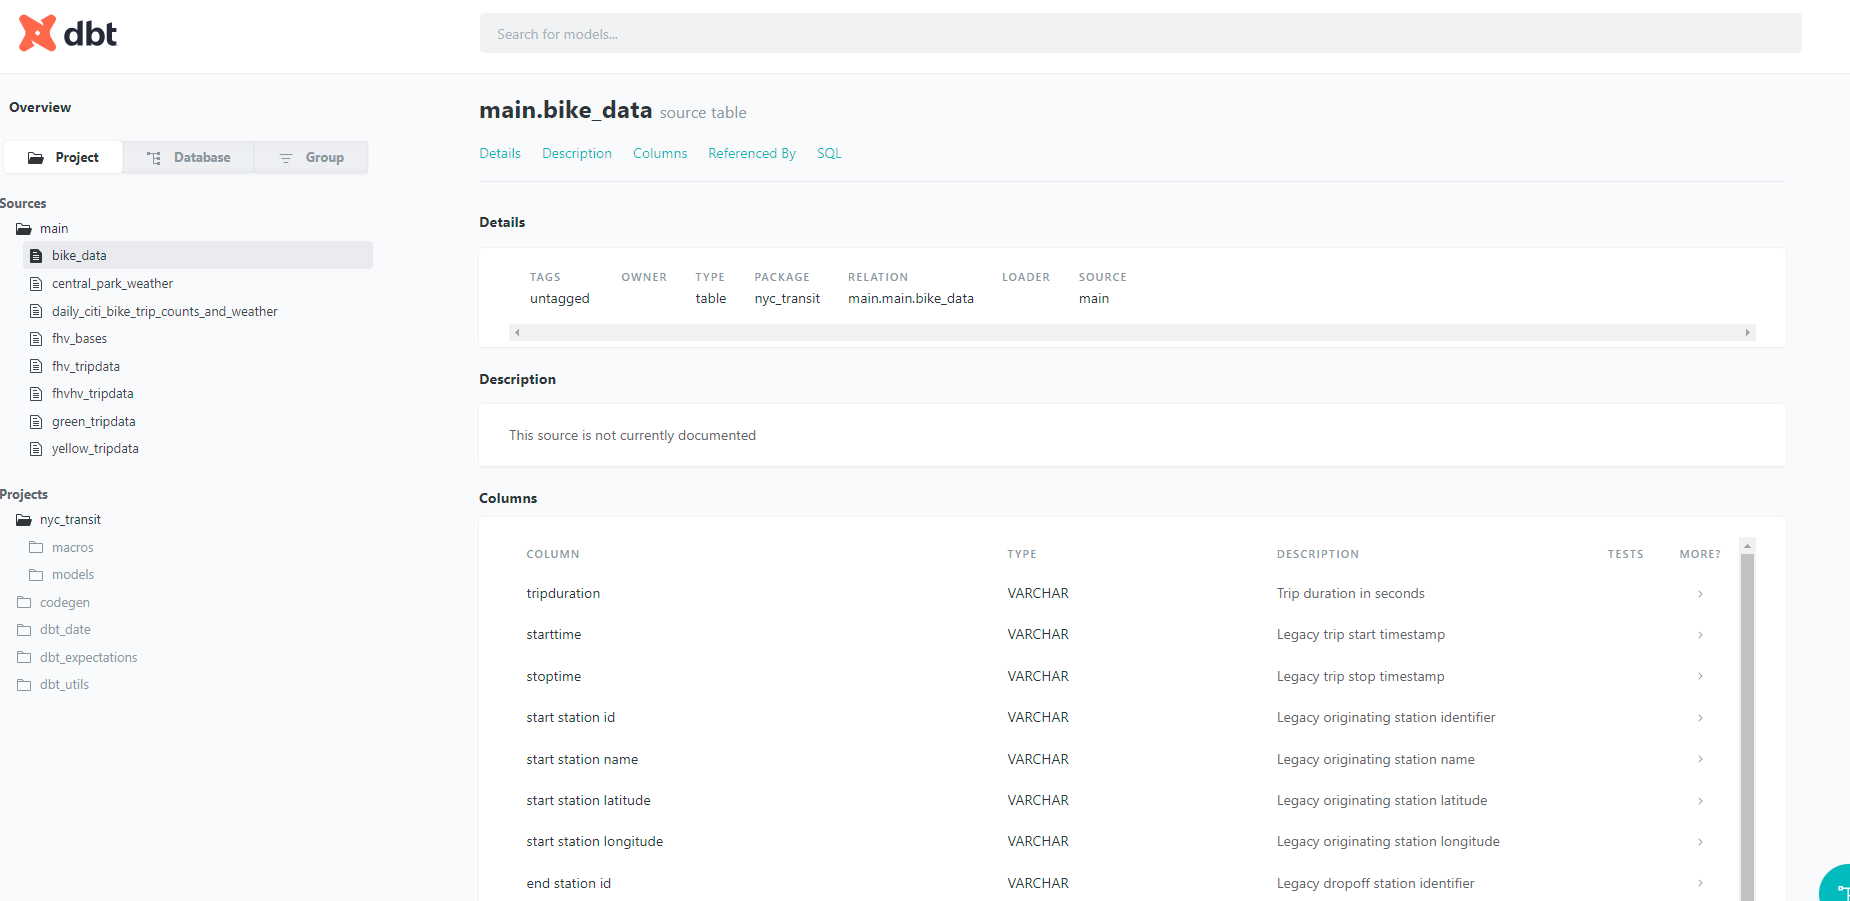 dbt
Search for models...
Overview
Project Database Group
Sources
main
bike_data
central_park_weather
daily_citi_bike_trip_counts_and_weather
fhv_bases
fhv_tripdata
fhvhv_tripdata
green_tripdata
yellow_tripdata
Projects
nyc_transit
macros
models
codegen
dbt_date
dbt_expectations
dbt_utils
main.bike_data source table
Details Description Columns Referenced By SQL
Details
TAGS OWNER TYPE PACKAGE RELATION LOADER SOURCE
untagged table nyc_transit main.main.bike_data main
Description
This source is not currently documented
Columns
COLUMN TYPE DESCRIPTION TESTS MORE?
tripduration VARCHAR Trip duration in seconds
starttime VARCHAR Legacy trip start timestamp
stoptime VARCHAR Legacy trip stop timestamp
start station id VARCHAR Legacy originating station identifier
start station name VARCHAR Legacy originating station name
start station latitude VARCHAR Legacy originating station latitude
start station longitude VARCHAR Legacy originating station longitude
end station id VARCHAR Legacy dropoff station identifier